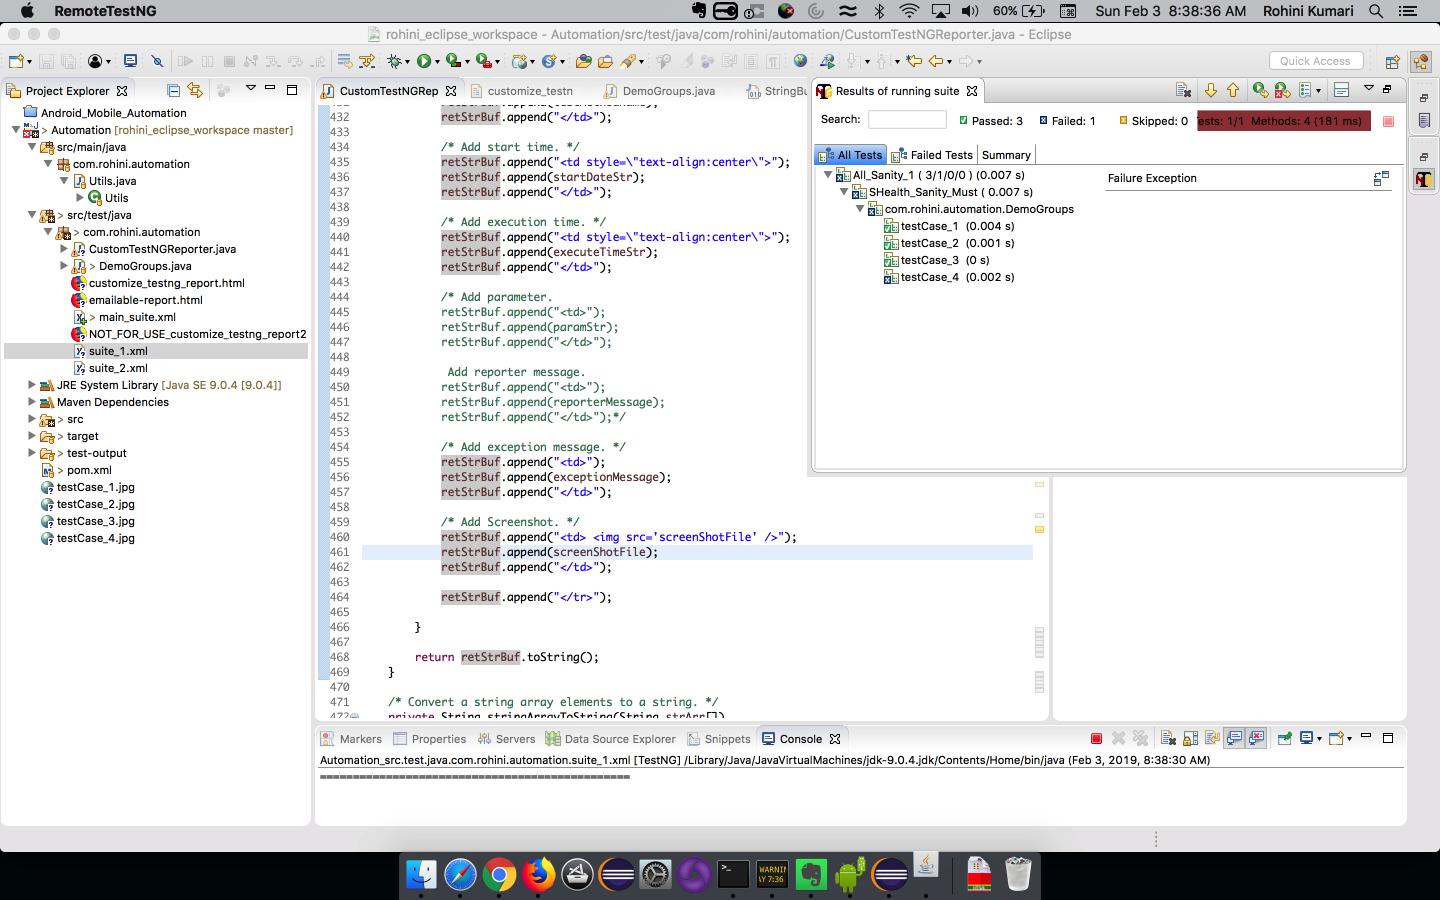 RemoteTestNG
60%
Sun Feb 3 8:38:36 AM
Rohini Kumari
rohini_eclipse_workspace - Automation/src/test/java/com/rohini/automation/CustomTestNGReporter.java - Eclipse
Quick Access
Project Explorer
Android_Mobile_Automation
> Automation [rohini_eclipse_workspace master]
src/main/java
com.rohini.automation
Utils.java
Utils
> src/test/java
> com.rohini.automation
CustomTestNGReporter.java
> DemoGroups.java
customize_testng_report.html
emailable-report.html
> main_suite.xml
NOT_FOR_USE_customize_testng_report2
suite_1.xml
suite_2.xml
JRE System Library [Java SE 9.0.4 [9.0.4]]
Maven Dependencies
> src
> target
> test-output
> pom.xml
testCase_1.jpg
testCase_2.jpg
testCase_3.jpg
testCase_4.jpg
CustomTestNGRep
customize_testn
DemoGroups.java
StringBu
432 retStrBuf.append("</td>");
433
434 /* Add start time. */
435 retStrBuf.append("<td style=\"text-align:center\">");
436 retStrBuf.append(startDateStr);
437 retStrBuf.append("</td>");
438
439 /* Add execution time. */
440 retStrBuf.append("<td style=\"text-align:center\">");
441 retStrBuf.append(executeTimeStr);
442 retStrBuf.append("</td>");
443
444 /* Add parameter.
445 retStrBuf.append("<td>");
446 retStrBuf.append(paramStr);
447 retStrBuf.append("</td>");
448
449 Add reporter message.
450 retStrBuf.append("<td>");
451 retStrBuf.append(reporterMessage);
452 retStrBuf.append("</td>");*/
453
454 /* Add exception message. */
455 retStrBuf.append("<td>");
456 retStrBuf.append(exceptionMessage);
457 retStrBuf.append("</td>");
458
459 /* Add Screenshot. */
460 retStrBuf.append("<td> <img src='screenShotFile' />");
461 retStrBuf.append(screenShotFile);
462 retStrBuf.append("</td>");
463
464 retStrBuf.append("</tr>");
465
466 }
467
468 return retStrBuf.toString();
469 }
470
471 /* Convert a string array elements to a string. */
472 private String stringArrayToString(String strArr[])
Results of running suite
Search:
Passed: 3
Failed: 1
Skipped: 0
ests: 1/1 Methods: 4 (181 ms)
All Tests
Failed Tests
Summary
All_Sanity_1 ( 3/1/0/0 ) (0.007 s)
SHealth_Sanity_Must ( 0.007 s)
com.rohini.automation.DemoGroups
testCase_1 (0.004 s)
testCase_2 (0.001 s)
testCase_3 (0 s)
testCase_4 (0.002 s)
Failure Exception
Markers
Properties
Servers
Data Source Explorer
Snippets
Console
Automation_src.test.java.com.rohini.automation.suite_1.xml [TestNG] /Library/Java/JavaVirtualMachines/jdk-9.0.4.jdk/Contents/Home/bin/java (Feb 3, 2019, 8:38:30 AM)
===============================================
WARNIN
AY 7:36